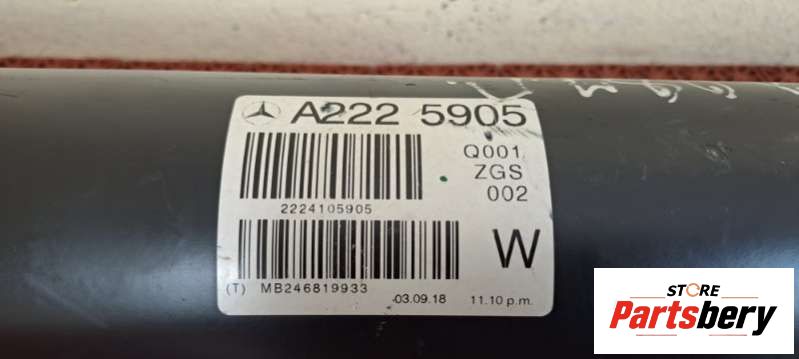 A222 5905
Q001
ZGS
002
2224105905
W
(T) MB246819933 03.09.18 11.10 p.m.
STORE
Partsbery